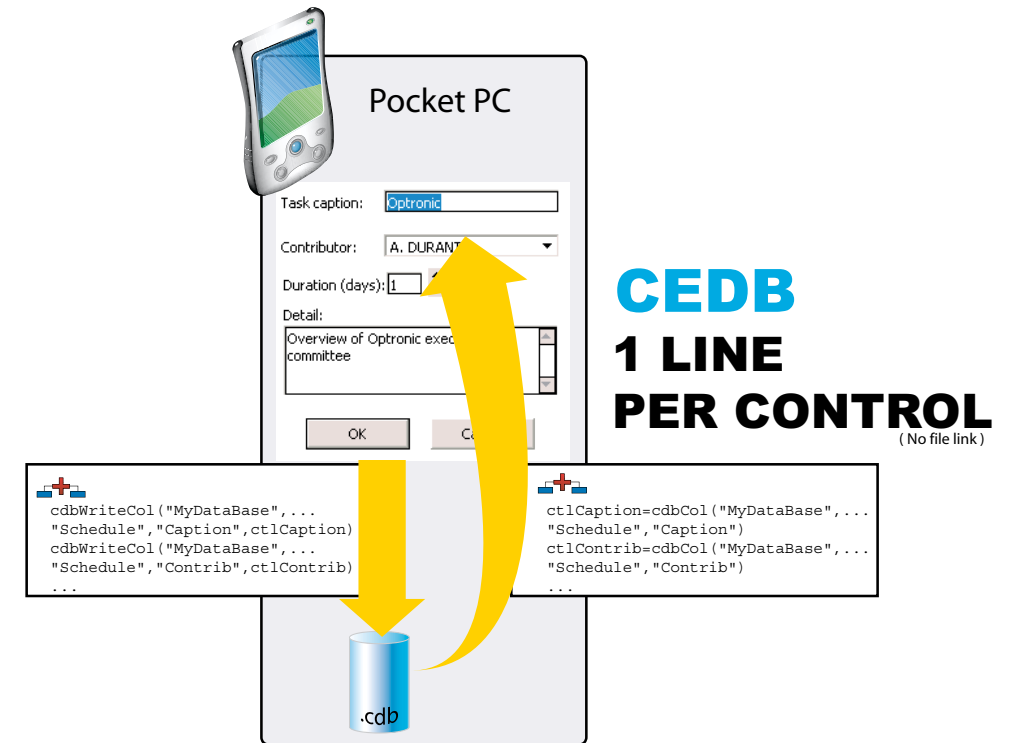 Pocket PC
Task caption: Optronic
Contributor: A. DURANT
Duration (days): 1
Detail:
Overview of Optronic
committee
OK
CEDB
1 LINE
PER CONTROL
( No file link )
cdbWriteCol("MyDataBase",...
"Schedule","Caption",ctlCaption)
cdbWriteCol("MyDataBase",...
"Schedule","Contrib",ctlContrib)
...
ctlCaption=cdbCol("MyDataBase",...
"Schedule","Caption")
ctlContrib=cdbCol("MyDataBase",...
"Schedule","Contrib")
...
.cdb